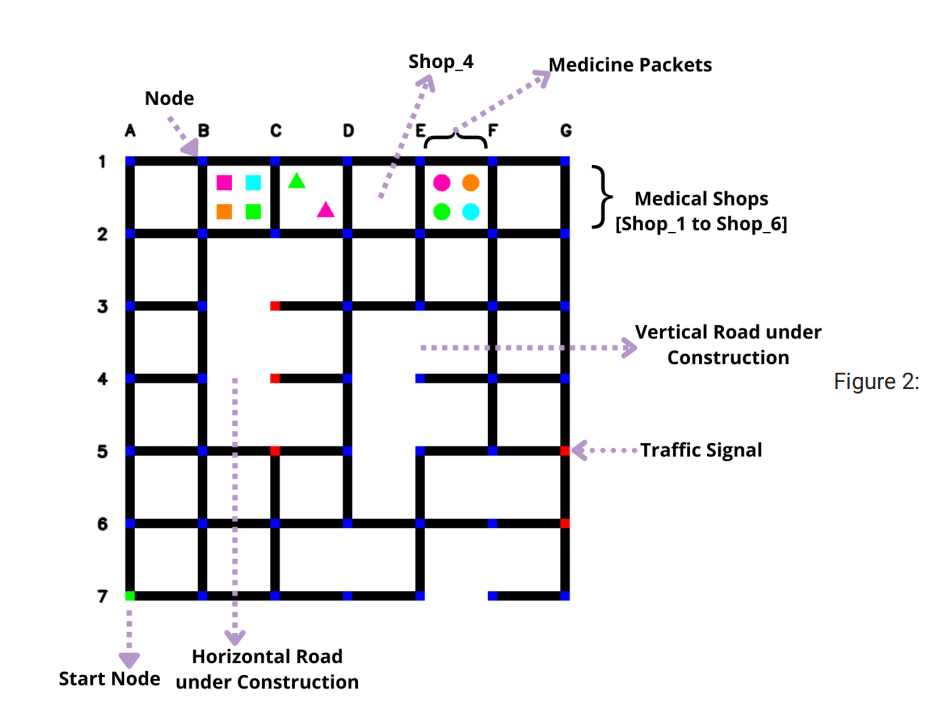 Shop_4
Medicine Packets
Node
A B C D E F G
1
Medical Shops
[Shop_1 to Shop_6]
2
3
Vertical Road under
Construction
4
Figure 2:
5
Traffic Signal
6
7
Horizontal Road
under Construction
Start Node